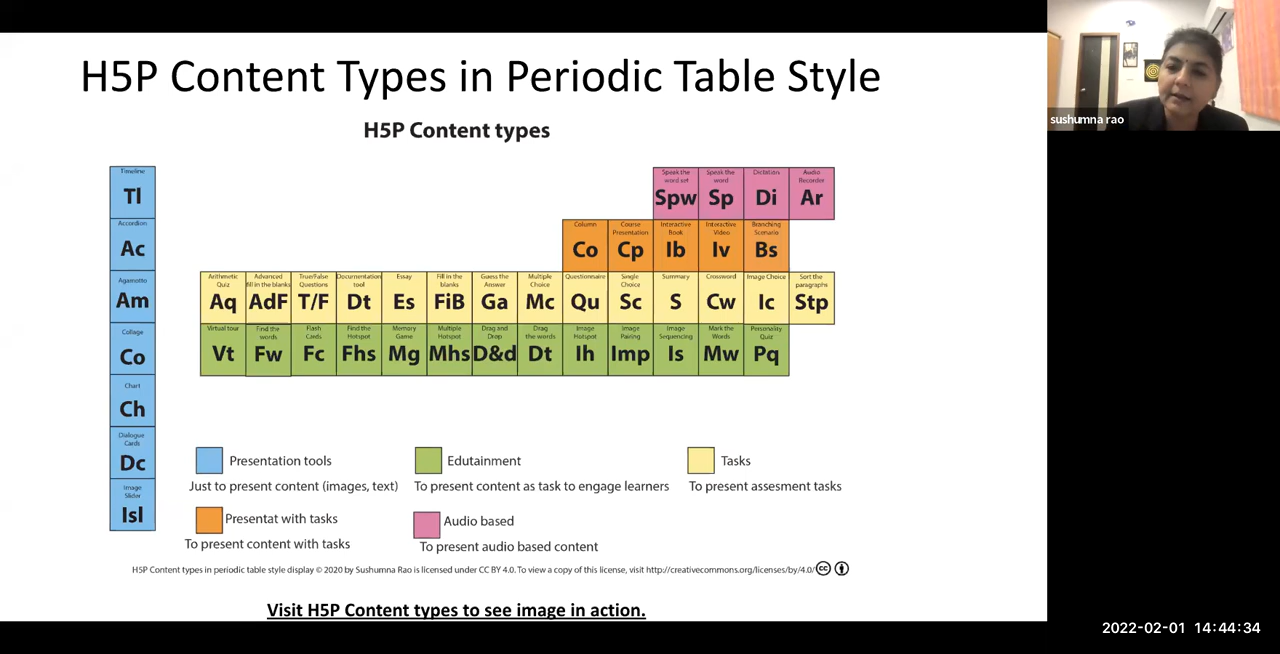 H5P Content Types in Periodic Table Style
sushumna rao
H5P Content types
Timeline
Tl
Speak the word set
Spw
Speak the word
Sp
Dictation
Di
Audio Recorder
Ar
Accordion
Ac
Column
Co
Course Presentation
Cp
Interactive Book
Ib
Interactive Video
Iv
Branching Scenario
Bs
Agamotto
Am
Arithmetic Quiz
Aq
Advanced fill in the blanks
AdF
True/False Questions
T/F
Documentation tool
Dt
Essay
Es
Fill in the blanks
FiB
Guess the Answer
Ga
Multiple Choice
Mc
Questionnaire
Qu
Single Choice
Sc
Summary
S
Crossword
Cw
Image Choice
Ic
Sort the paragraphs
Stp
Collage
Co
Virtual tour
Vt
Find the words
Fw
Flash Cards
Fc
Find the Hotspot
Fhs
Memory Game
Mg
Multiple Hotspot
Mhs
Drag and Drop
D&d
Drag the words
Dt
Image Hotspot
Ih
Image Pairing
Imp
Image Sequencing
Is
Mark the Words
Mw
Personality Quiz
Pq
Chart
Ch
Dialogue Cards
Dc
Image Slider
Isl
Presentation tools
Just to present content (images, text)
Edutainment
To present content as task to engage learners
Tasks
To present assesment tasks
Presentat with tasks
To present content with tasks
Audio based
To present audio based content
H5P Content types in periodic table style display © 2020 by Sushumna Rao is licensed under CC BY 4.0. To view a copy of this license, visit http://creativecommons.org/licenses/by/4.0/
cc
Visit H5P Content types to see image in action.
2022-02-01 14:44:34